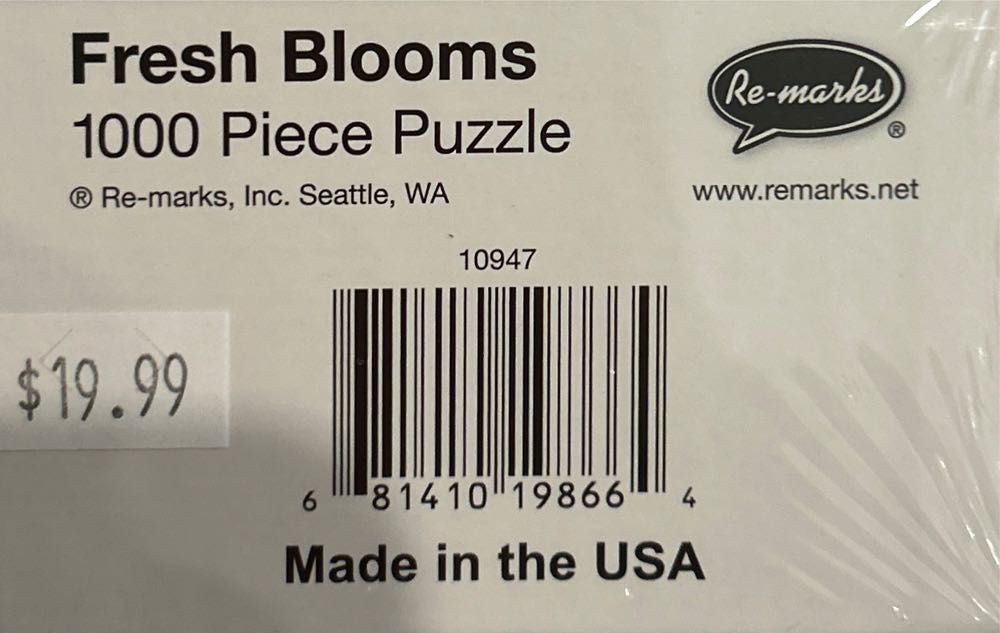 Fresh Blooms
1000 Piece Puzzle
® Re-marks, Inc. Seattle, WA
Re-marks®
www.remarks.net
10947
$19.99
6 81410 19866 4
Made in the USA